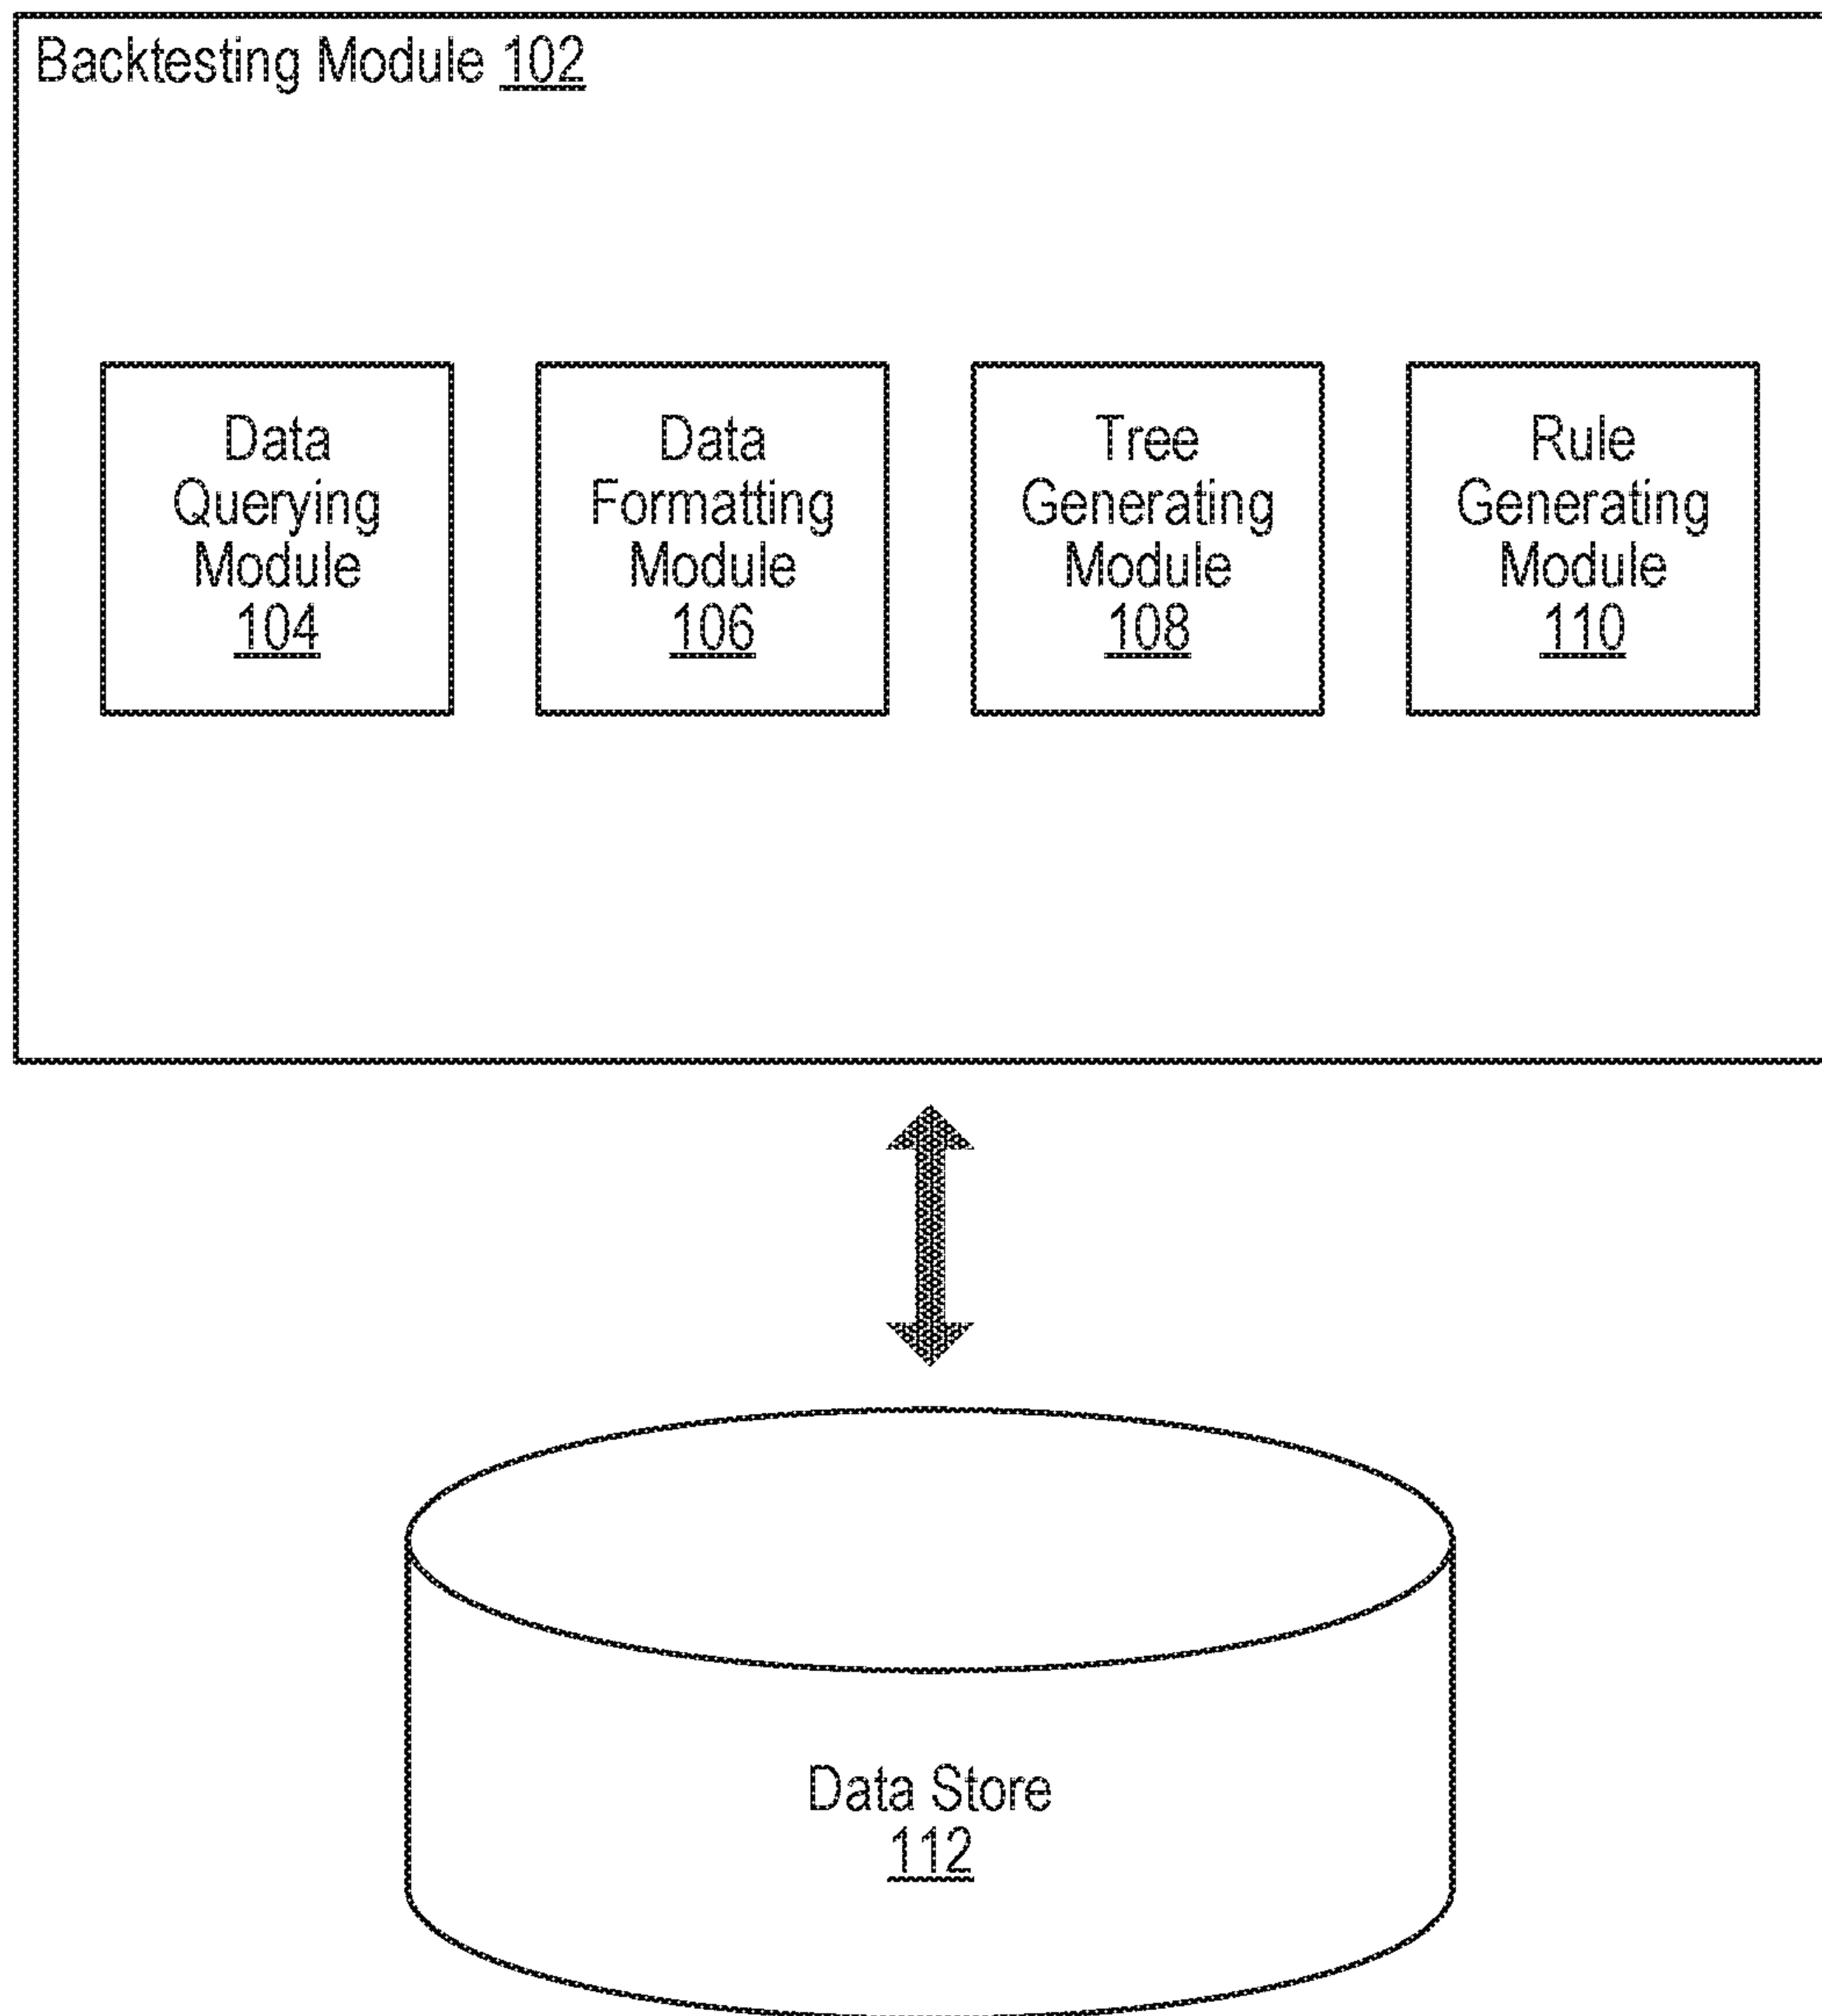 Backtesting Module 102
Data
Querying
Module
104
Data
Formatting
Module
106
Tree
Generating
Module
108
Rule
Generating
Module
110
Data Store
112